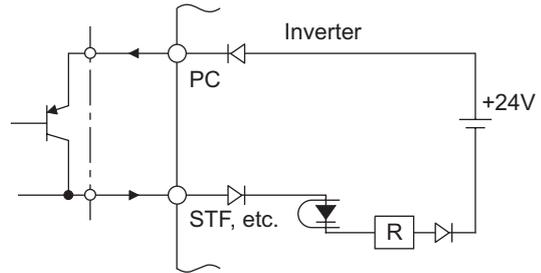 Inverter
PC
+24V
STF, etc.
R